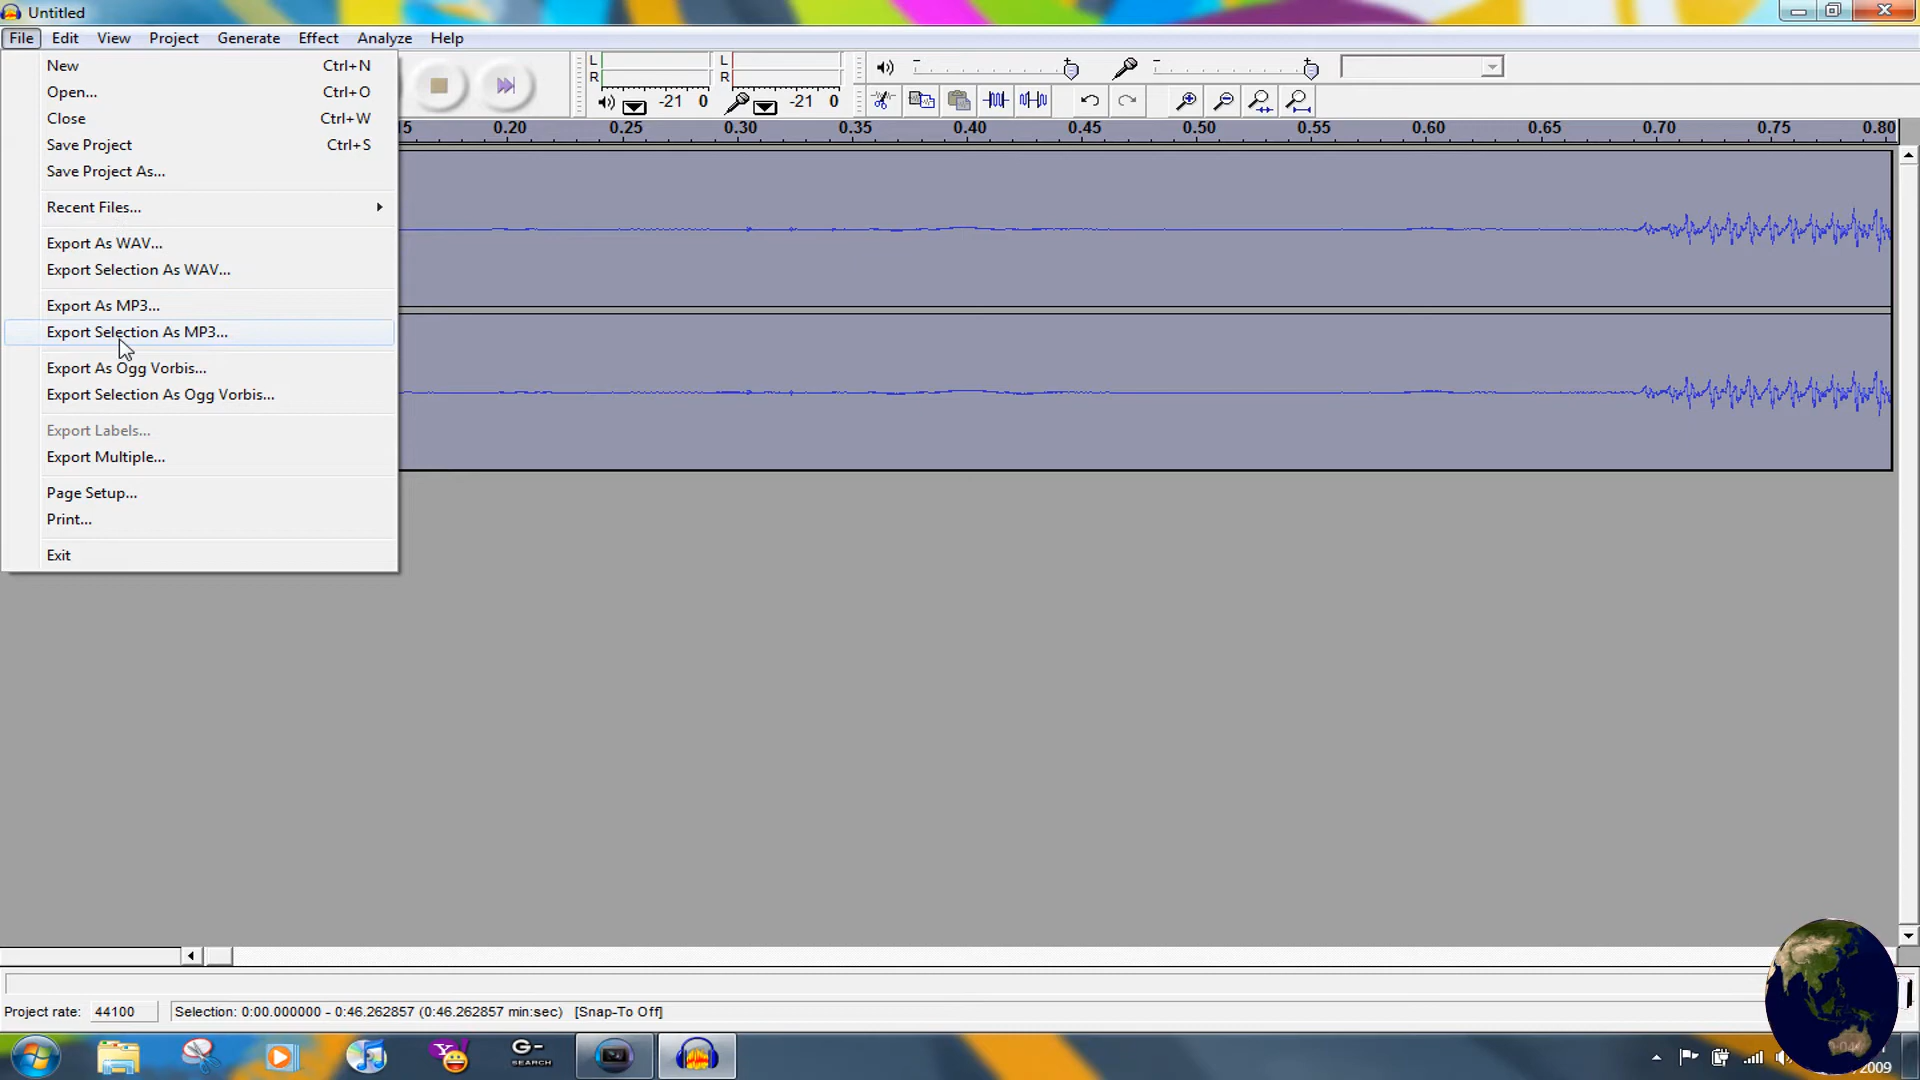 Untitled
File Edit View Project Generate Effect Analyze Help
New Ctrl+N
Open... Ctrl+O
Close Ctrl+W
Save Project Ctrl+S
Save Project As...
Recent Files...
Export As WAV...
Export Selection As WAV...
Export As MP3...
Export Selection As MP3...
Export As Ogg Vorbis...
Export Selection As Ogg Vorbis...
Export Labels...
Export Multiple...
Page Setup...
Print...
Exit
L
R
-21 0
L
R
-21 0
0.20 0.25 0.30 0.35 0.40 0.45 0.50 0.55 0.60 0.65 0.70 0.75 0.80
Project rate: 44100 Selection: 0:00.000000 - 0:46.262857 (0:46.262857 min:sec) [Snap-To Off]
G-
SEARCH